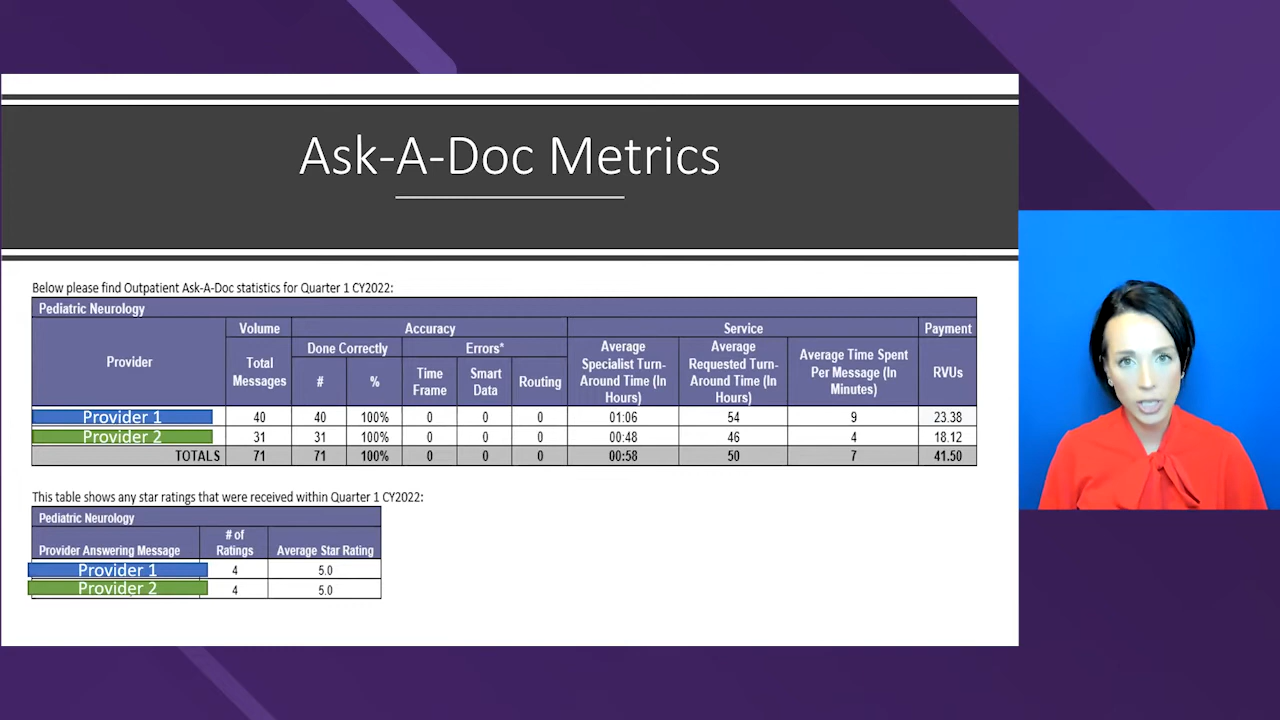 Ask-A-Doc Metrics
Below please find Outpatient Ask-A-Doc statistics for Quarter 1 CY2022:
Pediatric Neurology
Provider
Volume
Accuracy
Service
Payment
Total
Messages
Done Correctly
Errors*
Average
Specialist Turn-
Around Time (In
Hours)
Average
Requested Turn-
Around Time (In
Hours)
Average Time Spent
Per Message (In
Minutes)
RVUs
# % Time
Frame
Smart
Data
Routing
Provider 1 40 40 100% 0 0 0 01:06 54 9 23.38
Provider 2 31 31 100% 0 0 0 00:48 46 4 18.12
TOTALS 71 71 100% 0 0 0 00:58 50 7 41.50
This table shows any star ratings that were received within Quarter 1 CY2022:
Pediatric Neurology
Provider Answering Message
# of
Ratings
Average Star Rating
Provider 1 4 5.0
Provider 2 4 5.0